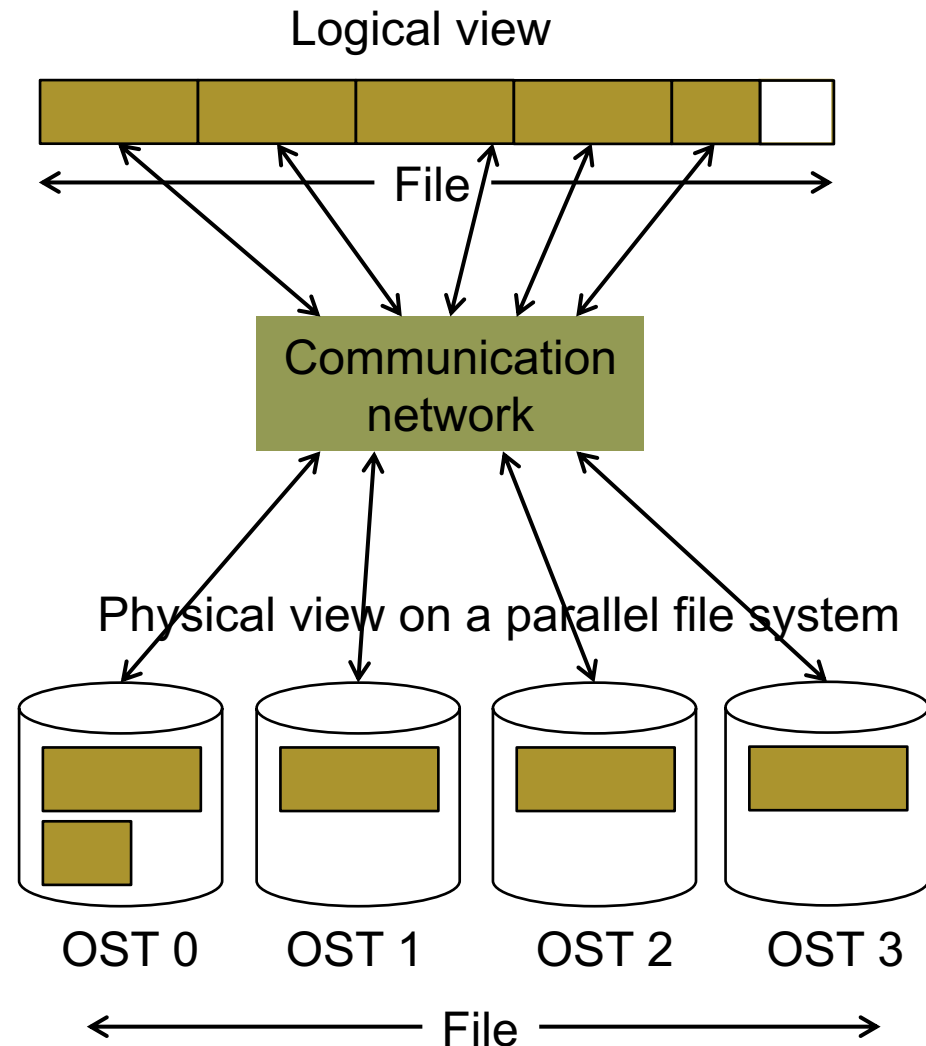 Logical view
File
Communication
network
Physical view on a parallel file system
OST 0 OST 1 OST 2 OST 3
File